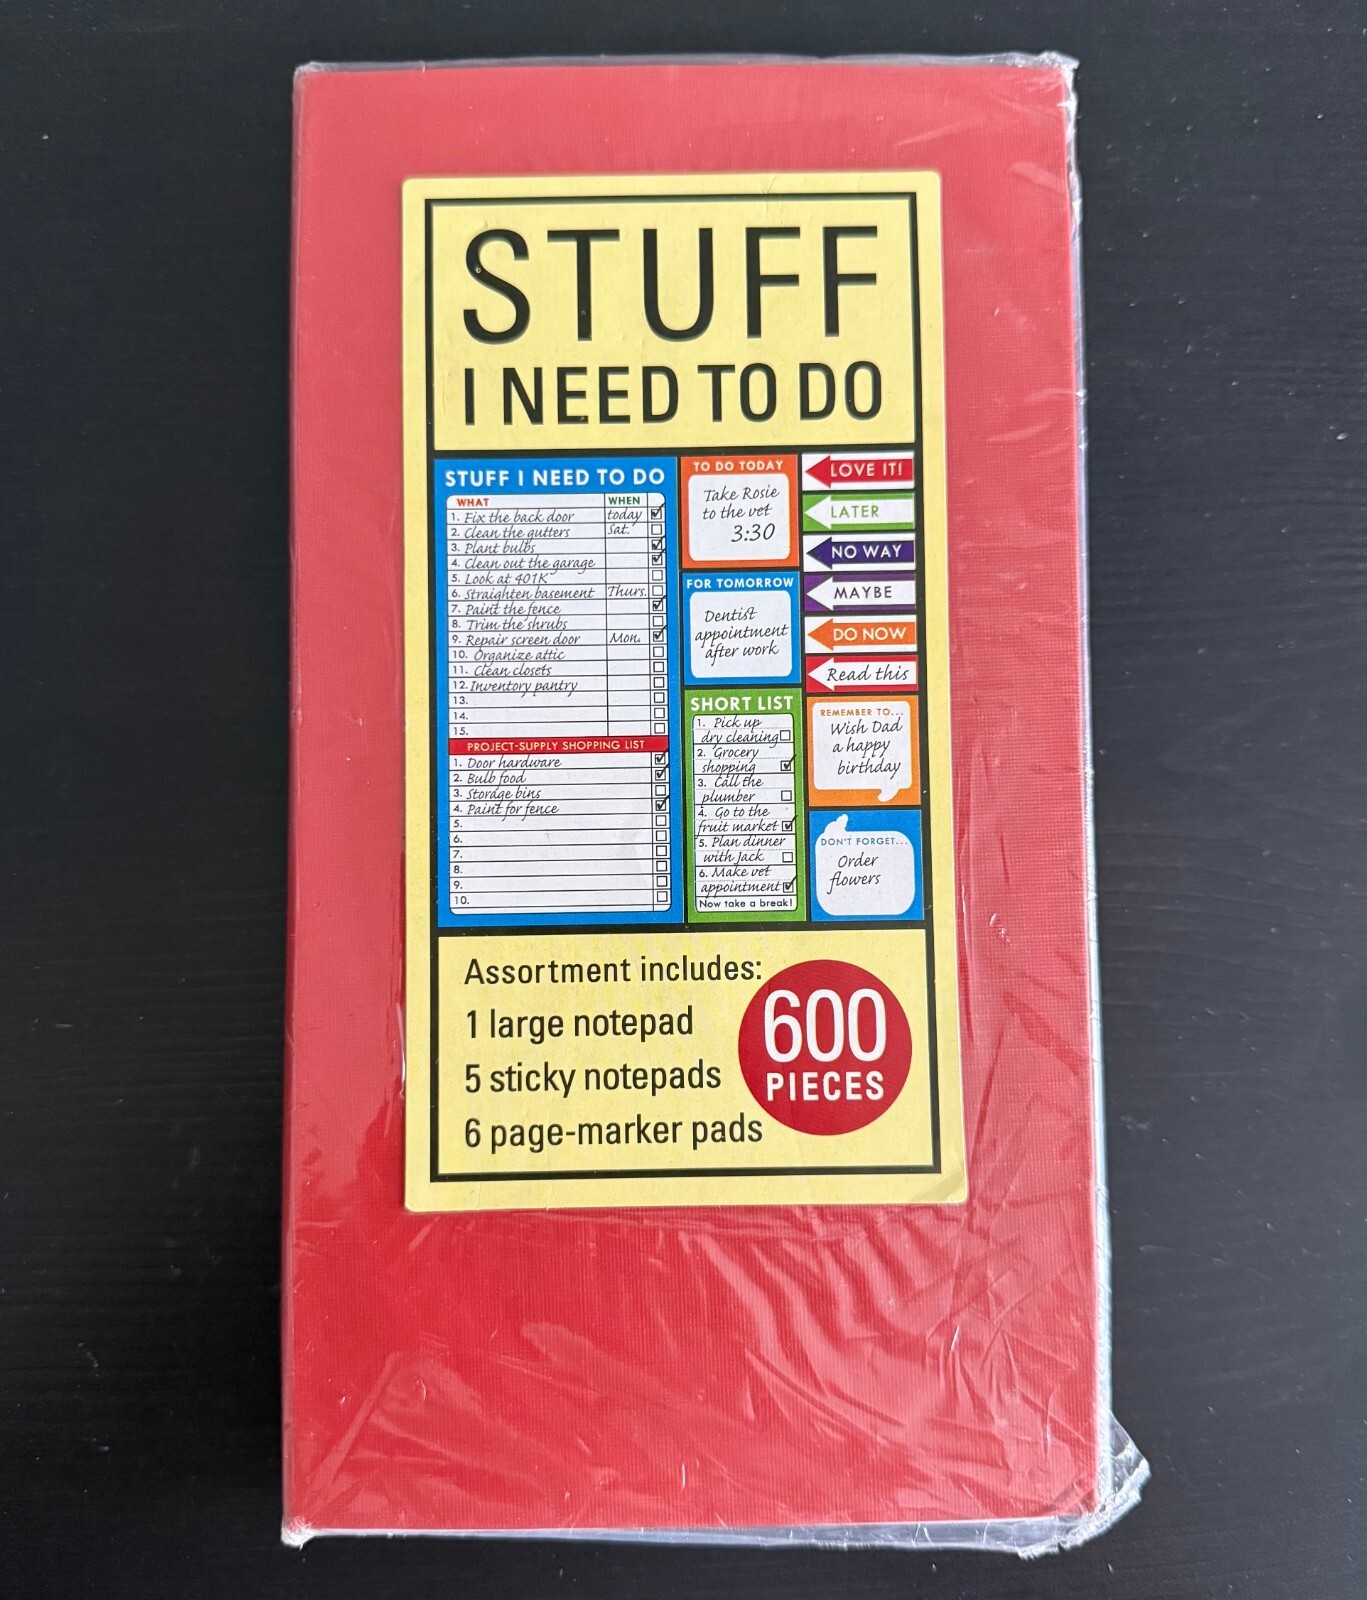 STUFF
I NEED TO DO
STUFF I NEED TO DO
WHAT WHEN
1. Fix the back door today
2. Clean the gutters Sat.
3. Plant bulbs
4. Clean out the garage
5. Look at 401K
6. Straighten basement Thurs.
7. Paint the fence
8. Trim the shrubs
9. Repair screen door Mon.
10. Organize attic
11. Clean closets
12. Inventory pantry
13.
14.
15.
PROJECT-SUPPLY SHOPPING LIST
1. Door hardware
2. Bulb food
3. Storage bins
4. Paint for fence
5.
6.
7.
8.
9.
10.
TO DO TODAY
Take Rosie
to the vet
3:30
FOR TOMORROW
Dentist
appointment
after work
SHORT LIST
1. Pick up
dry cleaning
2. Grocery
shopping
3. Call the
plumber
4. Go to the
fruit market
5. Plan dinner
with Jack
6. Make vet
appointment
Now take a break!
LOVE IT!
LATER
NO WAY
MAYBE
DO NOW
Read this
REMEMBER TO...
Wish Dad
a happy
birthday
DON'T FORGET...
Order
flowers
Assortment includes:
1 large notepad
5 sticky notepads
6 page-marker pads
600
PIECES